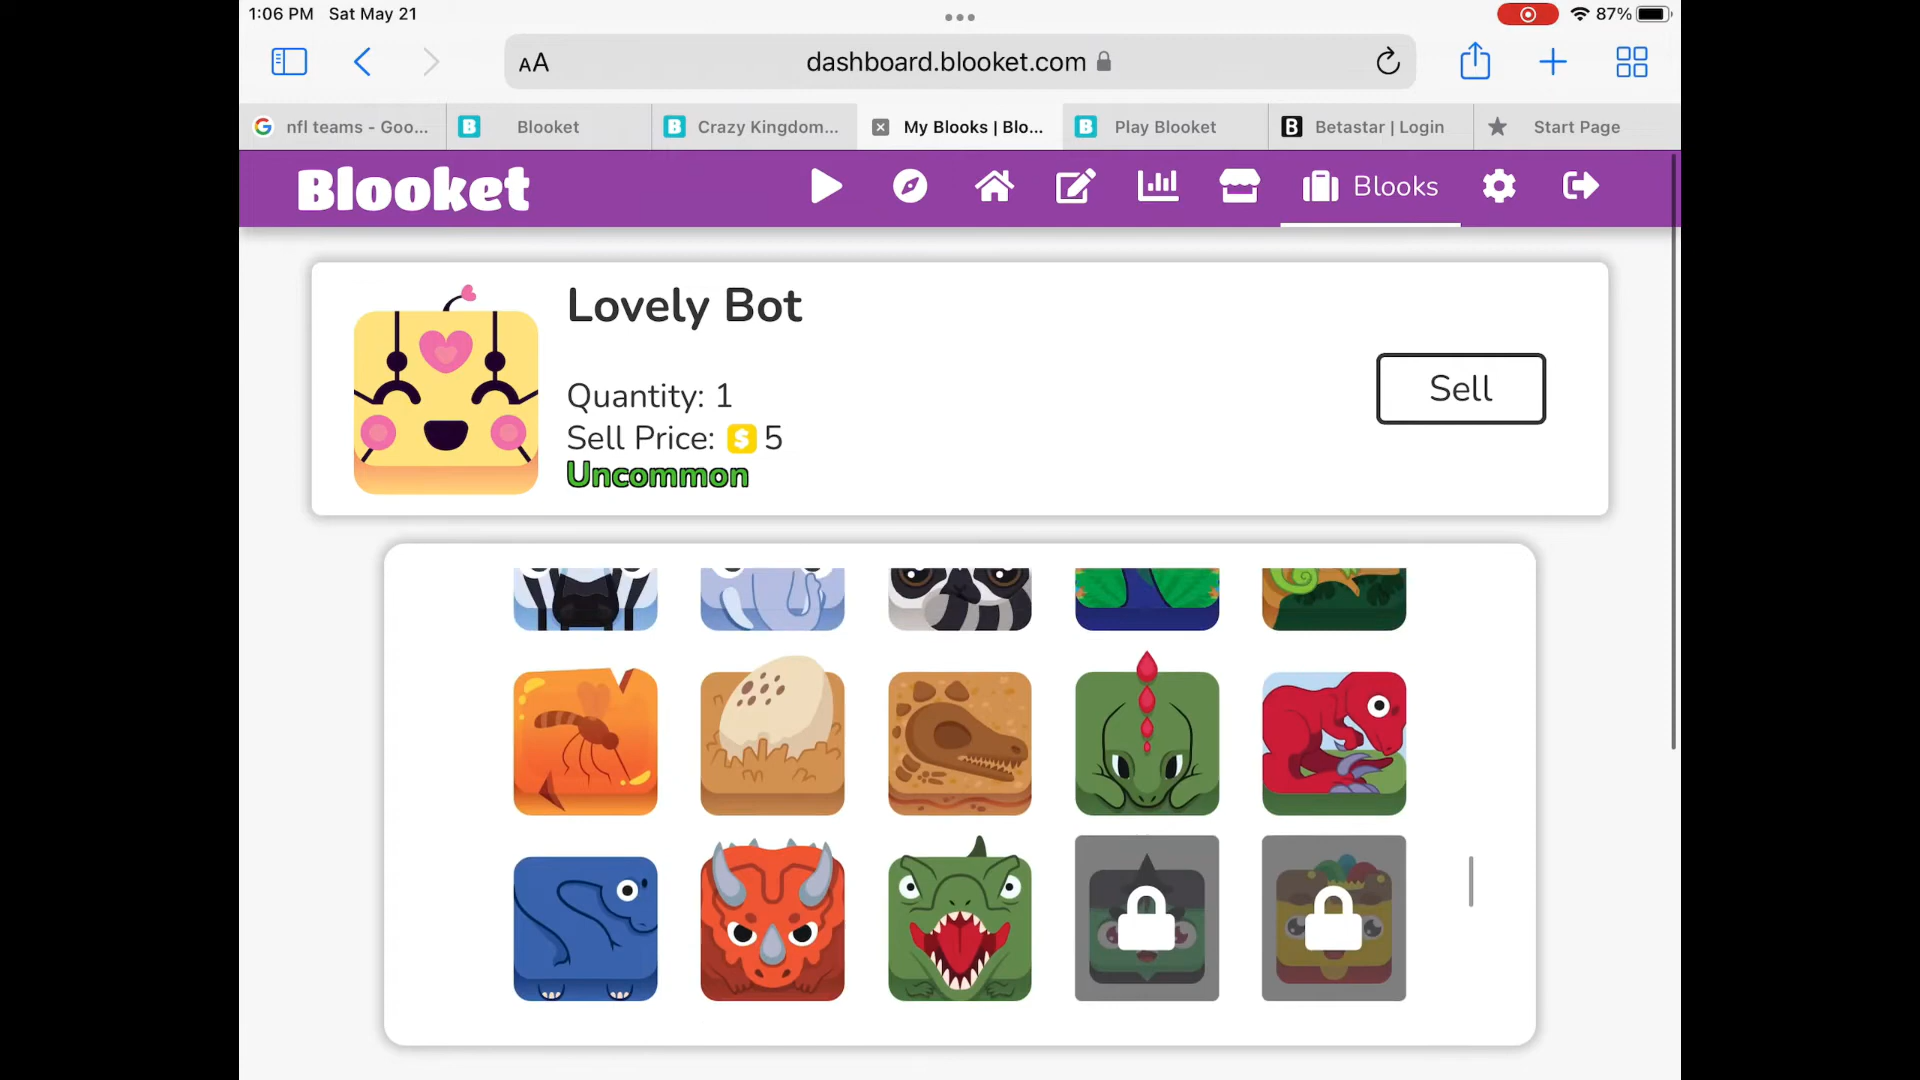 1:06 PM Sat May 21
87%
AA
dashboard.blooket.com
nfl teams - Goo...
Blooket
Crazy Kingdom...
My Blooks | Blo...
Play Blooket
Betastar | Login
Start Page
Blooket
Blooks
Lovely Bot
Quantity: 1
Sell Price: $ 5
Uncommon
Sell